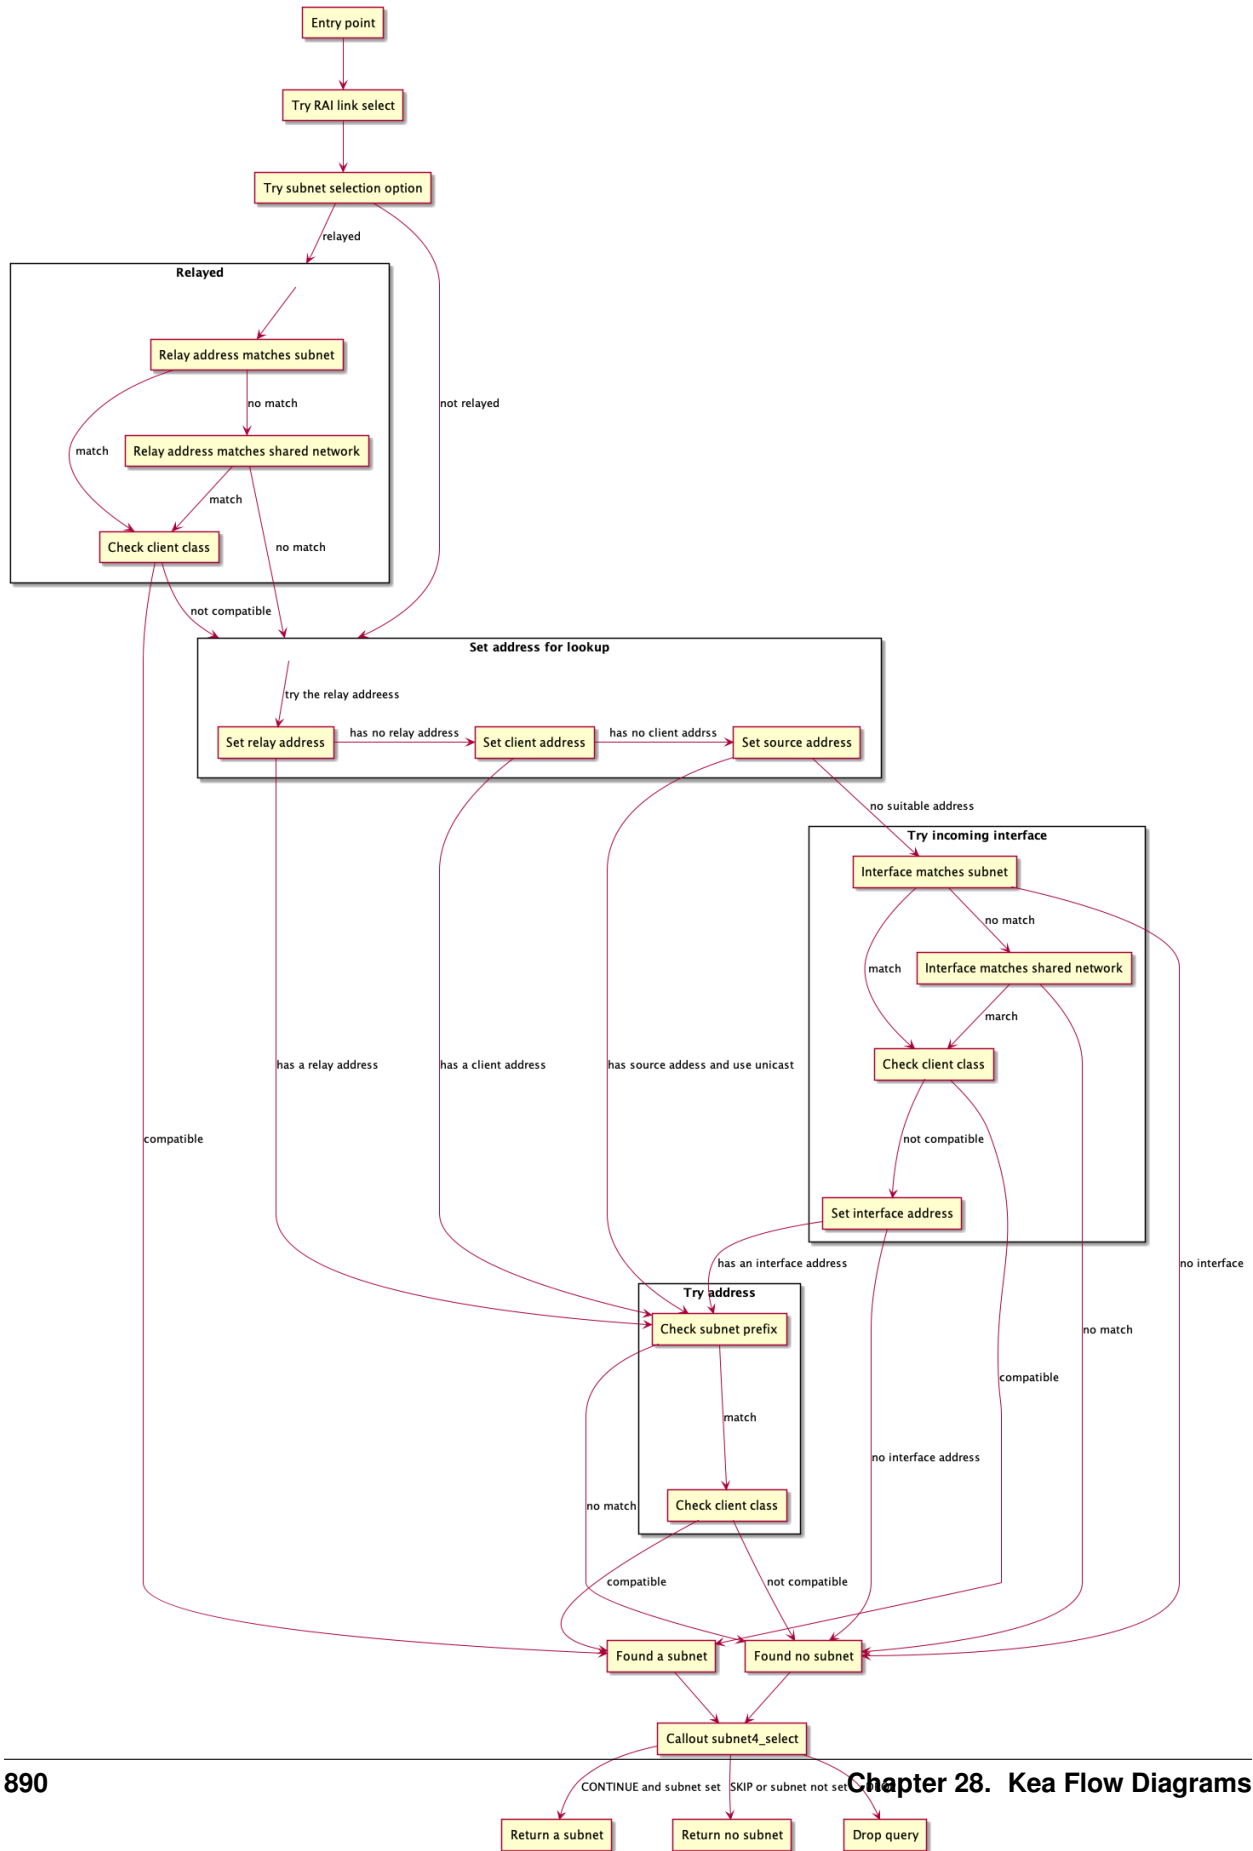 Entry point
Try RAI link select
Try subnet selection option
relayed
Relayed
Relay address matches subnet
no match
not relayed
match
Relay address matches shared network
match
Check client class
no match
not compatible
Set address for lookup
try the relay addreess
Set relay address
has no relay address
Set client address
has no client addrss
Set source address
no suitable address
Try incoming interface
Interface matches subnet
no match
match
Interface matches shared network
march
Check client class
has a relay address
has a client address
has source addess and use unicast
compatible
not compatible
Set interface address
has an interface address
no interface
Try address
Check subnet prefix
no match
compatible
match
no interface address
Check client class
no match
compatible
not compatible
Found a subnet
Found no subnet
Callout subnet4_select
890
Chapter 28. Kea Flow Diagrams
CONTINUE and subnet set
SKIP or subnet not set
Return a subnet
Return no subnet
Drop query